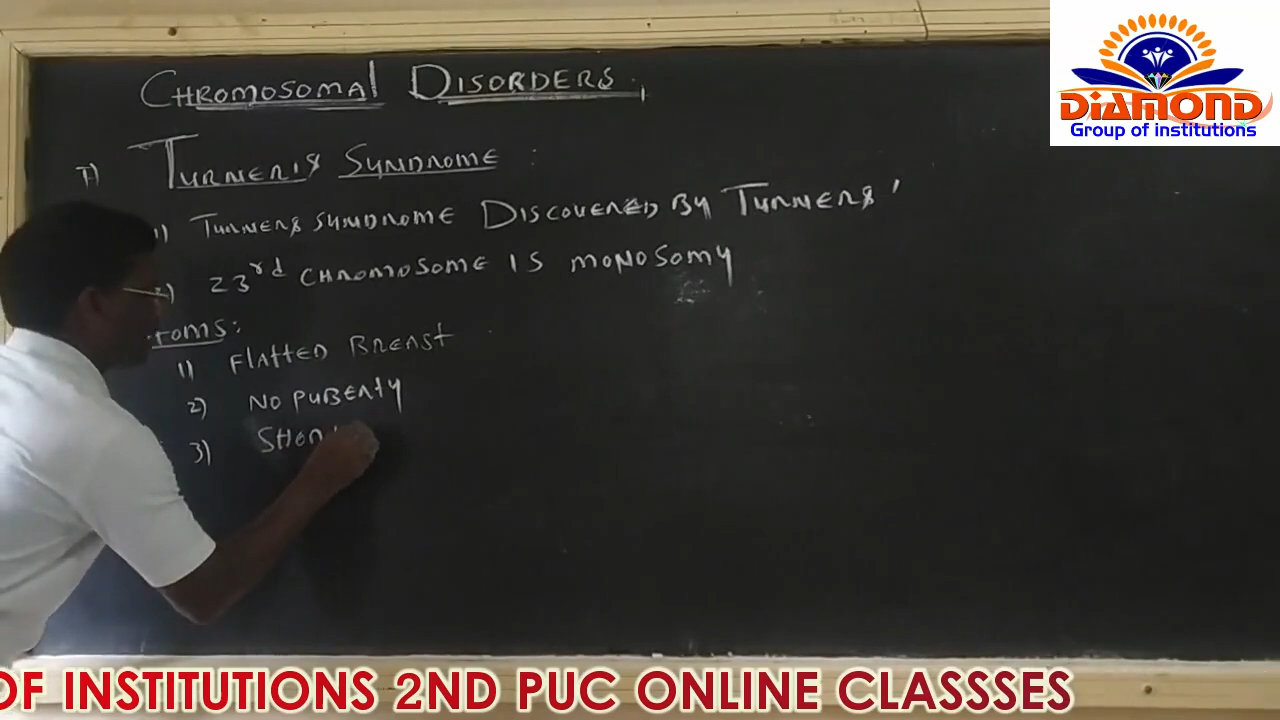 CHROMOSOMAL DISORDERS
I) TURNER'S SYNDROME :
1) TURNERS SYNDROME DISCOVERED BY TURNERS'
23rd CHROMOSOME IS MONOSOMY
TOMS:
1) FLATTED BREAST
2) NO PUBERTY
3)
DIAMOND
Group of institutions
OF INSTITUTIONS 2ND PUC ONLINE CLASSSES